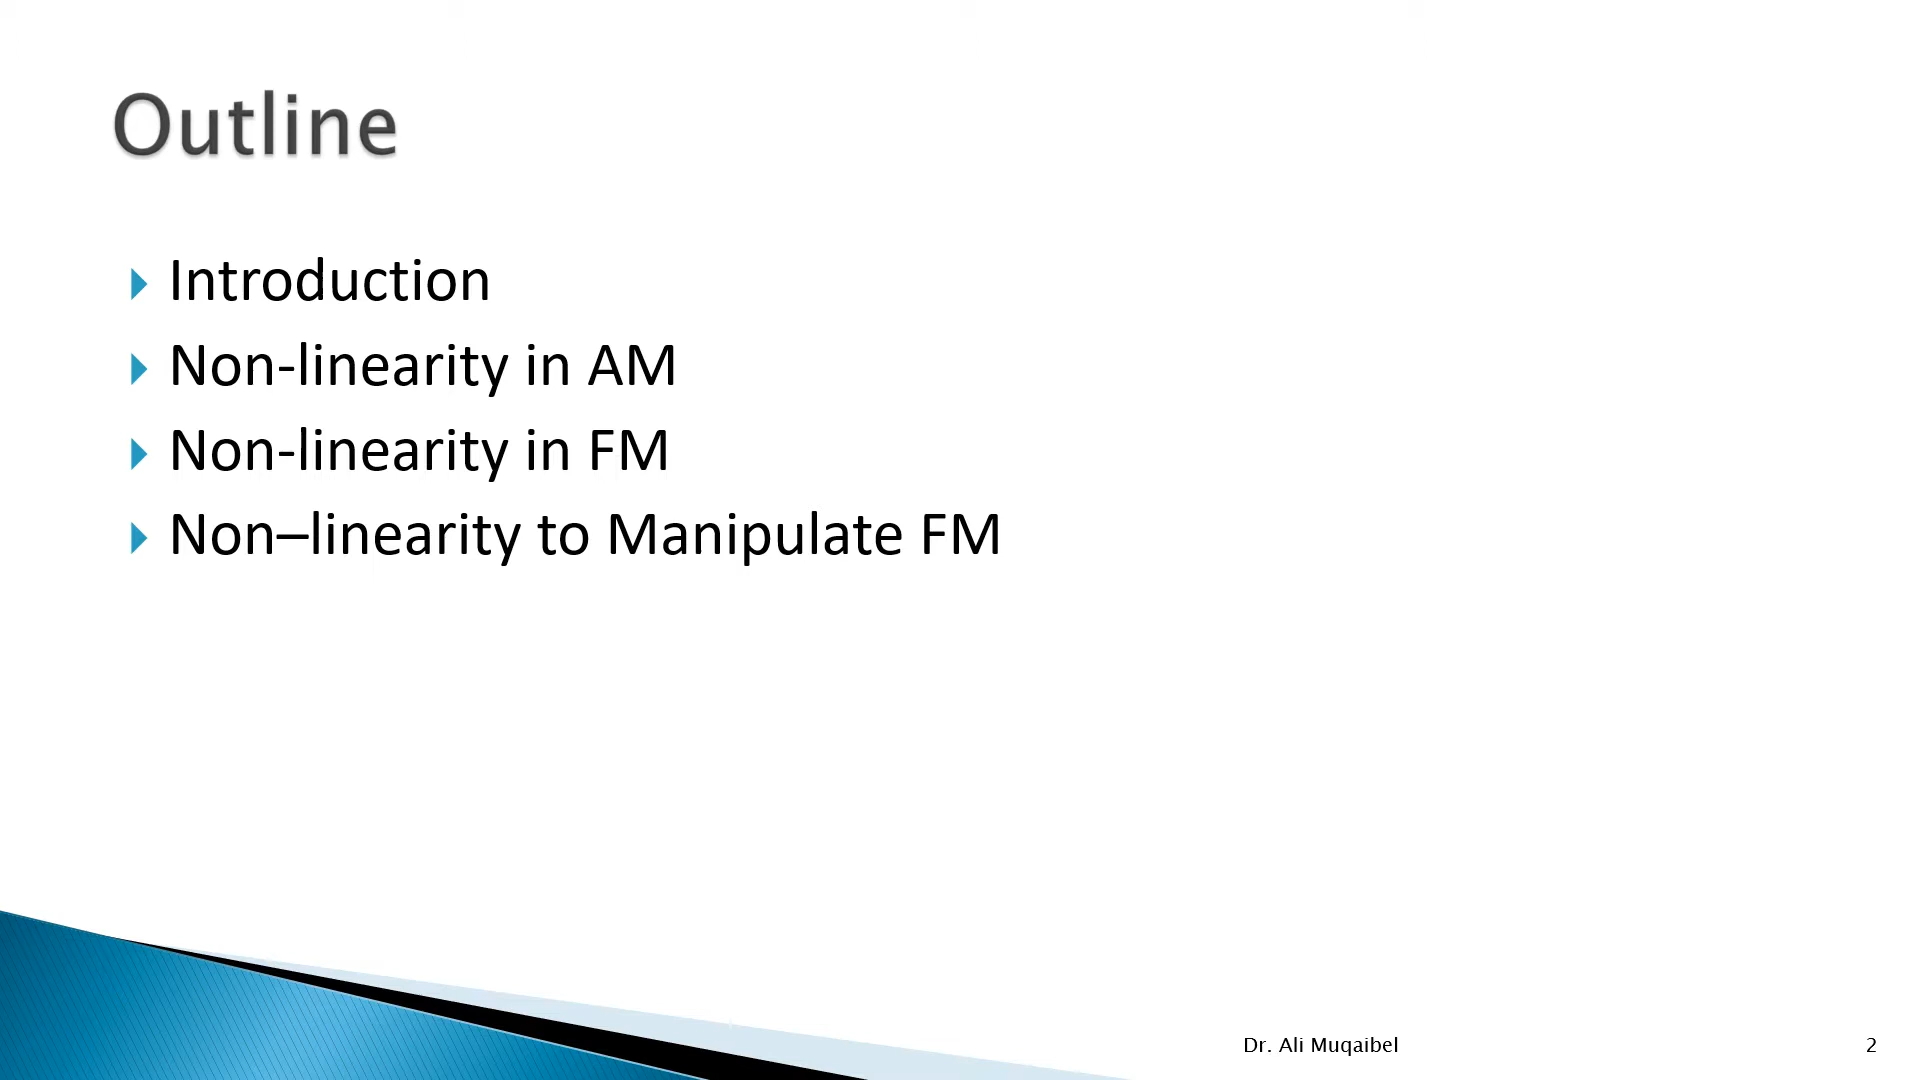 Outline
Introduction
Non-linearity in AM
Non-linearity in FM
Non–linearity to Manipulate FM
Dr. Ali Muqaibel
2